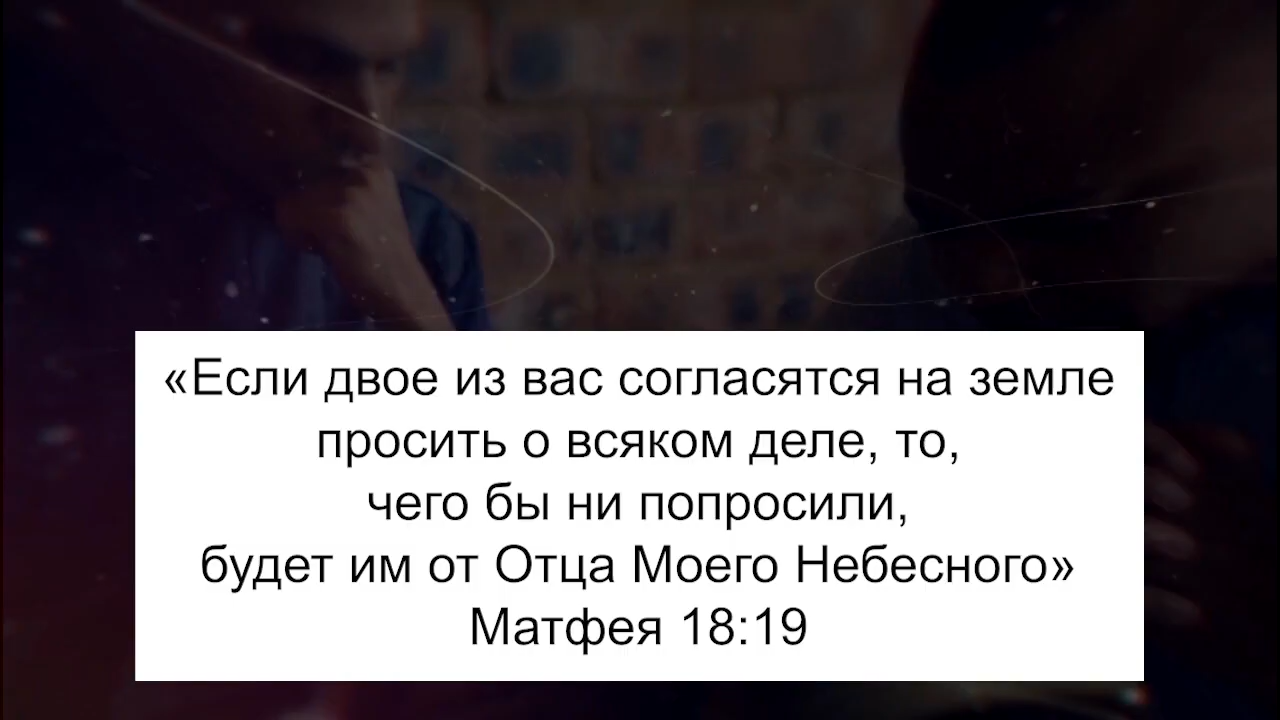 «Если двое из вас согласятся на земле
просить о всяком деле, то,
чего бы ни попросили,
будет им от Отца Моего Небесного»
Матфея 18:19